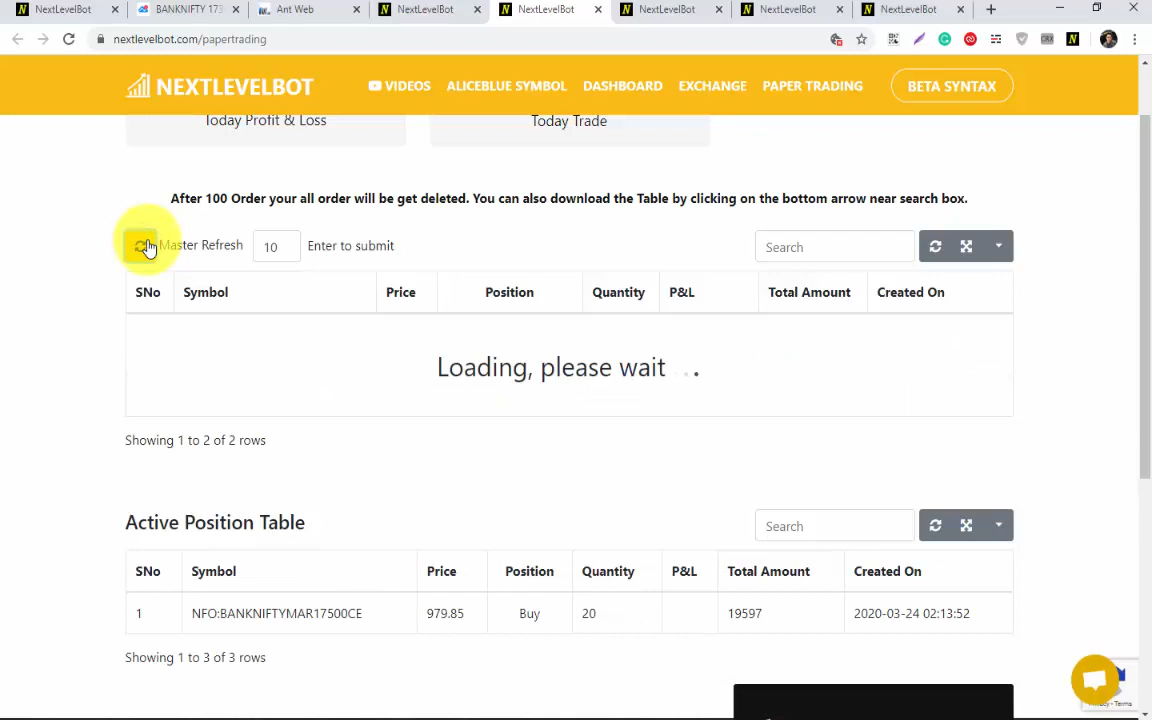 NextLevelBot
BANKNIFTY 173
Ant Web
NextLevelBot
NextLevelBot
NextLevelBot
NextLevelBot
NextLevelBot
nextlevelbot.com/papertrading
NEXTLEVELBOT
VIDEOS ALICEBLUE SYMBOL DASHBOARD EXCHANGE PAPER TRADING BETA SYNTAX
Today Profit & Loss Today Trade
After 100 Order your all order will be get deleted. You can also download the Table by clicking on the bottom arrow near search box.
Master Refresh 10 Enter to submit Search
SNo Symbol Price Position Quantity P&L Total Amount Created On
Loading, please wait . .
Showing 1 to 2 of 2 rows
Active Position Table Search
SNo Symbol Price Position Quantity P&L Total Amount Created On
1 NFO:BANKNIFTYMAR17500CE 979.85 Buy 20 19597 2020-03-24 02:13:52
Showing 1 to 3 of 3 rows
Privacy - Terms